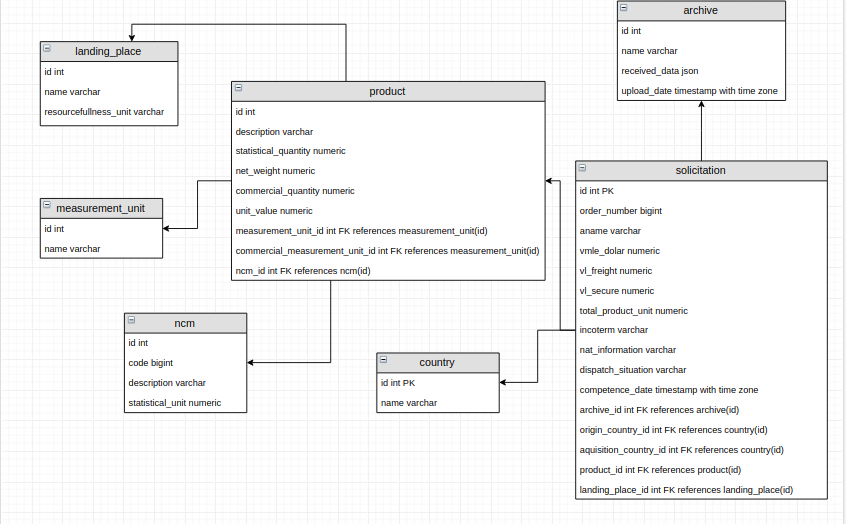 landing_place
id int
name varchar
resourcefullness_unit varchar
product
id int
description varchar
statistical_quantity numeric
net_weight numeric
commercial_quantity numeric
unit_value numeric
measurement_unit_id int FK references measurement_unit(id)
commercial_measurement_unit_id int FK references measurement_unit(id)
ncm_id int FK references ncm(id)
archive
id int
name varchar
received_data json
upload_date timestamp with time zone
measurement_unit
id int
name varchar
ncm
id int
code bigint
description varchar
statistical_unit numeric
country
id int PK
name varchar
solicitation
id int PK
order_number bigint
aname varchar
vmle_dolar numeric
vl_freight numeric
vl_secure numeric
total_product_unit numeric
incoterm varchar
nat_information varchar
dispatch_situation varchar
competence_date timestamp with time zone
archive_id int FK references archive(id)
origin_country_id int FK references country(id)
aquisition_country_id int FK references country(id)
product_id int FK references product(id)
landing_place_id int FK references landing_place(id)